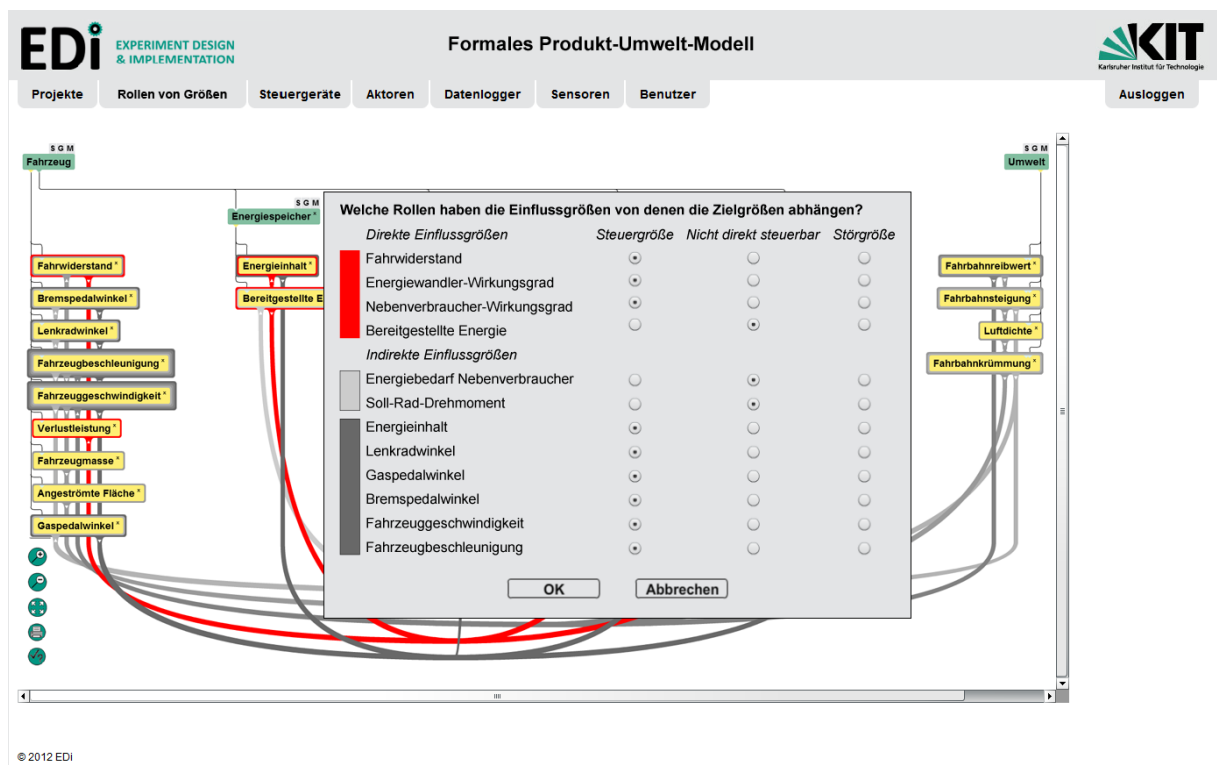 EDi EXPERIMENT DESIGN
& IMPLEMENTATION
Formales Produkt-Umwelt-Modell
KIT
Karlsruher Institut für Technologie
Projekte Rollen von Größen Steuergeräte Aktoren Datenlogger Sensoren Benutzer Ausloggen
S G M
Fahrzeug
S G M
Umwelt
S G M
Energiespeicher *
Fahrwiderstand *
Bremspedalwinkel *
Lenkradwinkel *
Fahrzeugbeschleunigung *
Fahrzeuggeschwindigkeit *
Verlustleistung *
Fahrzeugmasse *
Angeströmte Fläche *
Gaspedalwinkel *
Energieinhalt *
Bereitgestellte E
Welche Rollen haben die Einflussgrößen von denen die Zielgrößen abhängen?
Direkte Einflussgrößen Steuergröße Nicht direkt steuerbar Störgröße
Fahrwiderstand
Energiewandler-Wirkungsgrad
Nebenverbraucher-Wirkungsgrad
Bereitgestellte Energie
Indirekte Einflussgrößen
Energiebedarf Nebenverbraucher
Soll-Rad-Drehmoment
Energieinhalt
Lenkradwinkel
Gaspedalwinkel
Bremspedalwinkel
Fahrzeuggeschwindigkeit
Fahrzeugbeschleunigung
OK Abbrechen
Fahrbahnreibwert *
Fahrbahnsteigung *
Luftdichte *
Fahrbahnkrümmung *
© 2012 EDi